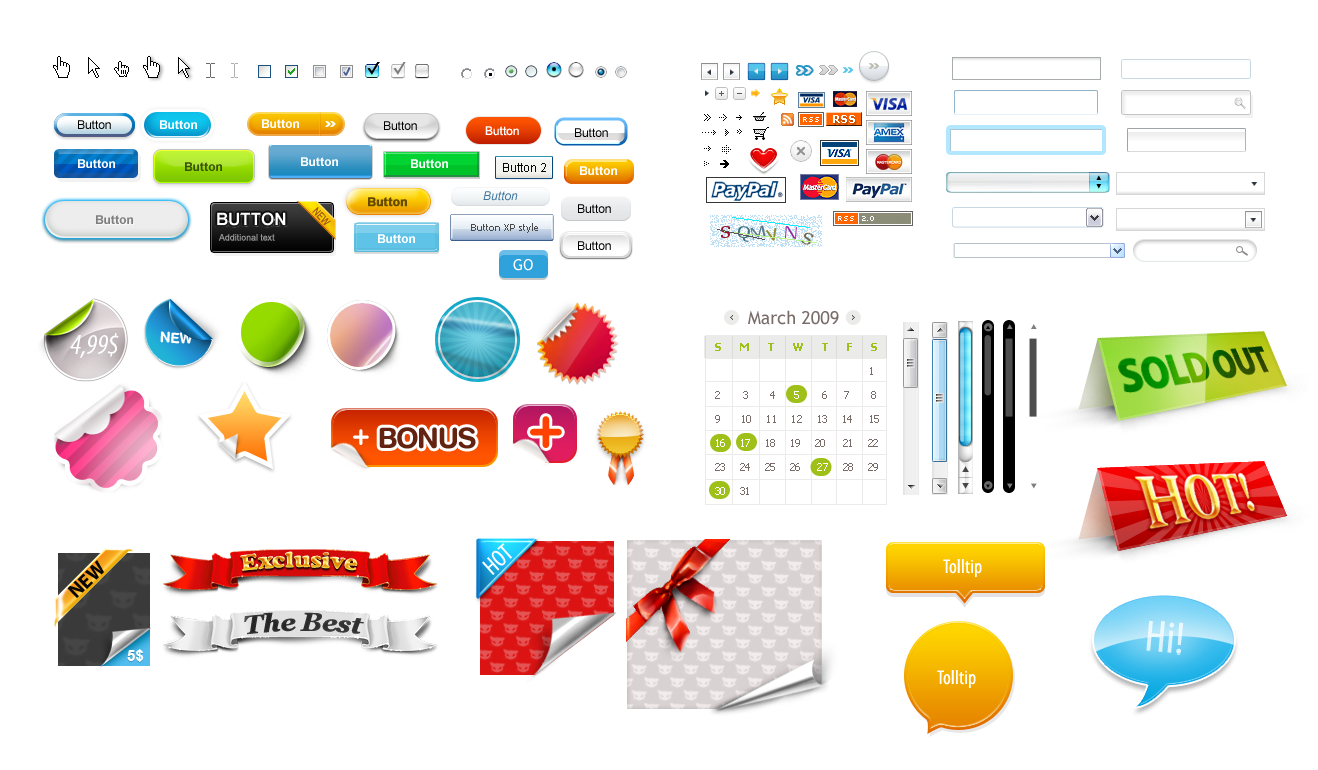 Button
Button
Button
Button
Button
Button
Button
Button
Button
Button
Button 2
Button
Button
BUTTON
Additional text
NEW
Button
Button
Button
Button
Button XP style
Button
GO
VISA
MasterCard
VISA
RSS
RSS
AMEX
VISA
MasterCard
PayPal
MasterCard
PayPal
RSS 2.0
SQMVNS
4,99$
NEW
+ BONUS
March 2009
S M T W T F S
1
2 3 4 5 6 7 8
9 10 11 12 13 14 15
16 17 18 19 20 21 22
23 24 25 26 27 28 29
30 31
SOLD OUT
HOT!
NEW
5$
Exclusive
The Best
HOT
Tolltip
Tolltip
Hi!